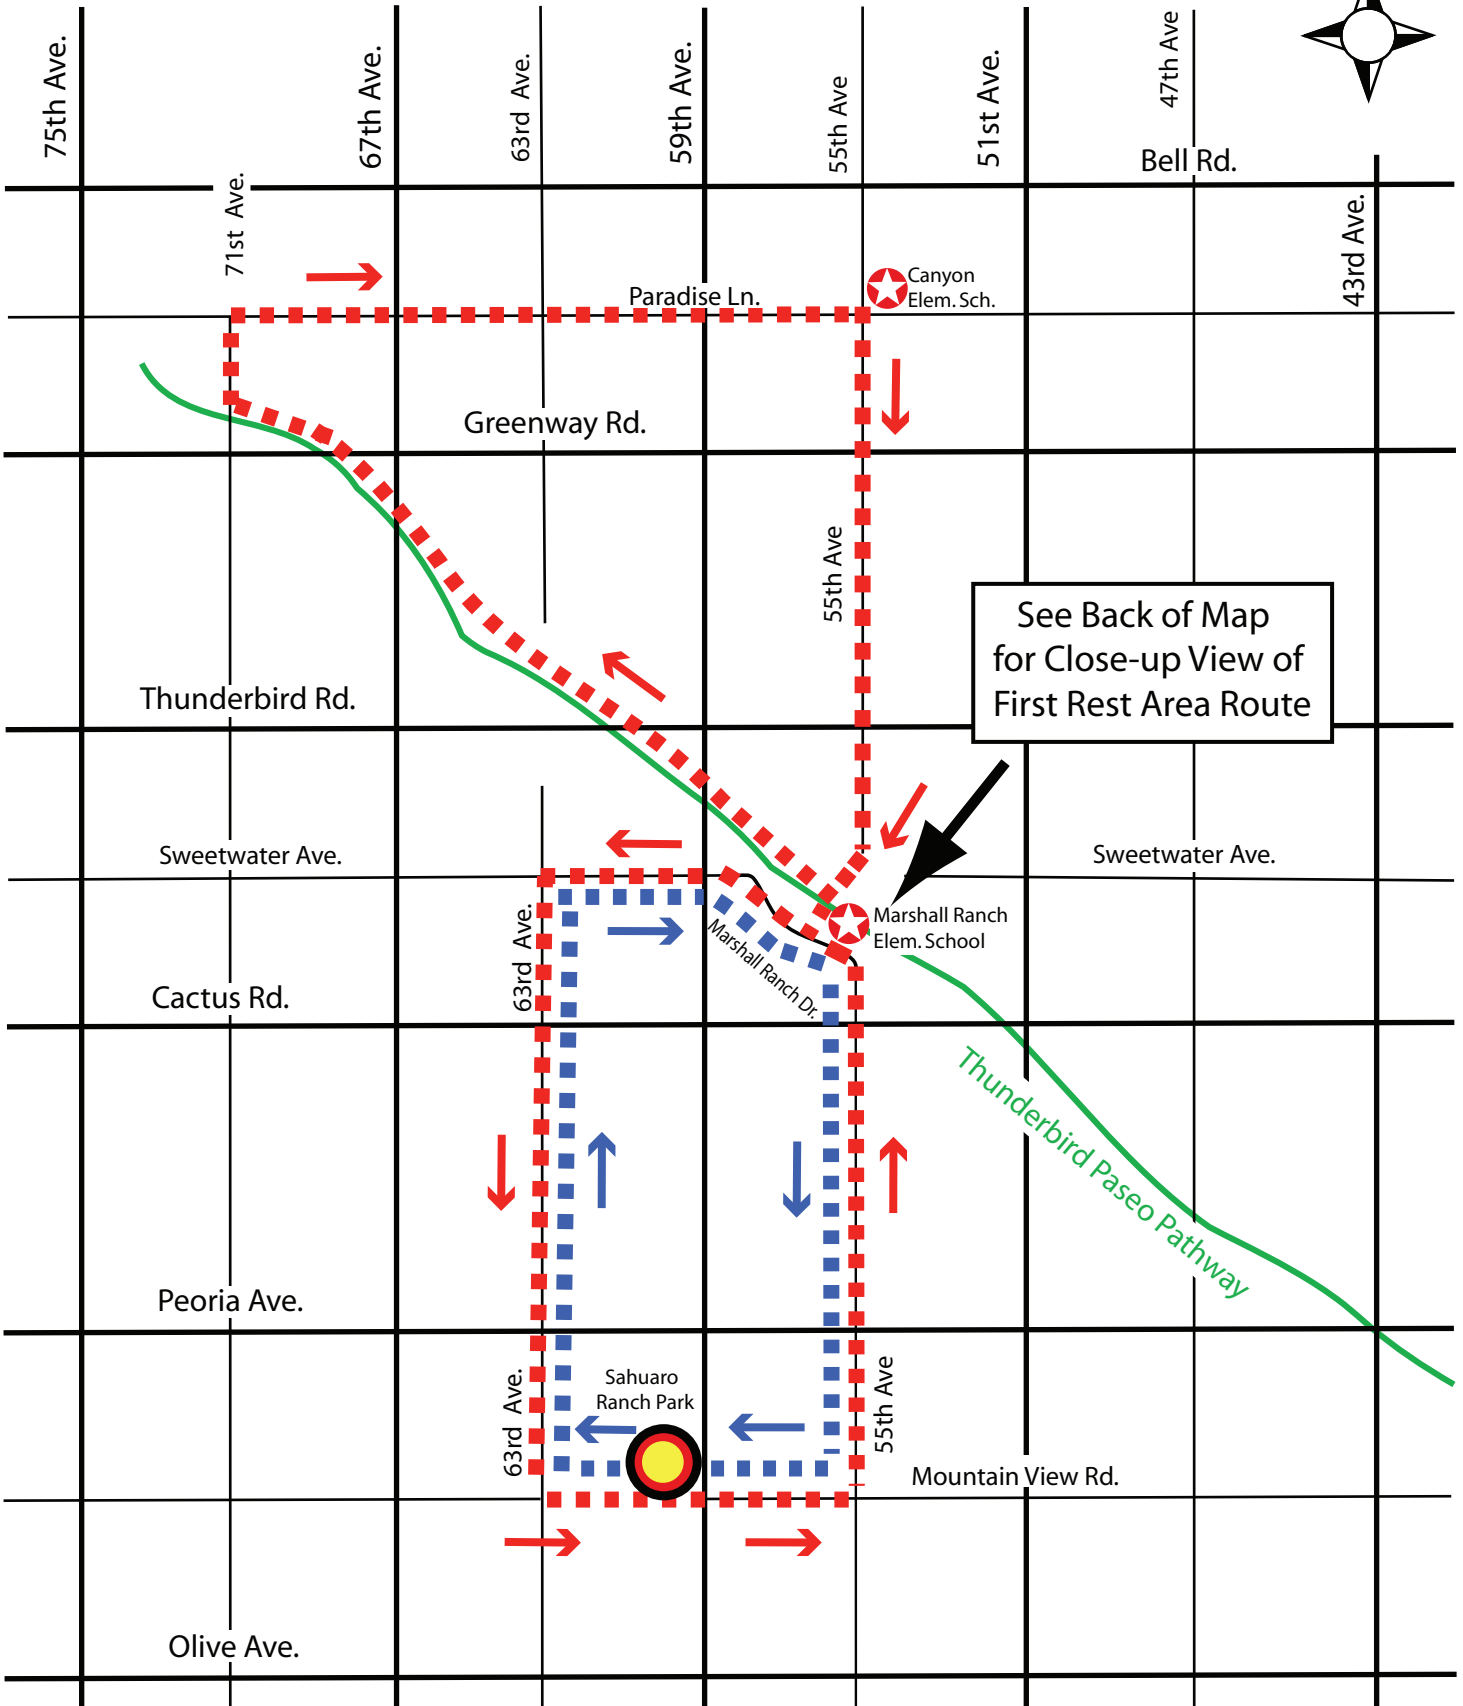 75th Ave.
67th Ave.
63rd Ave.
59th Ave.
55th Ave
51st Ave.
47th Ave
Bell Rd.
71st Ave.
43rd Ave.
Canyon
Elem. Sch.
Paradise Ln.
Greenway Rd.
55th Ave
See Back of Map
for Close-up View of
First Rest Area Route
Thunderbird Rd.
Sweetwater Ave.
Sweetwater Ave.
63rd Ave.
Marshall Ranch Dr.
Marshall Ranch
Elem. School
Cactus Rd.
Thunderbird Paseo Pathway
Peoria Ave.
63rd Ave.
Sahuaro
Ranch Park
55th Ave
Mountain View Rd.
Olive Ave.